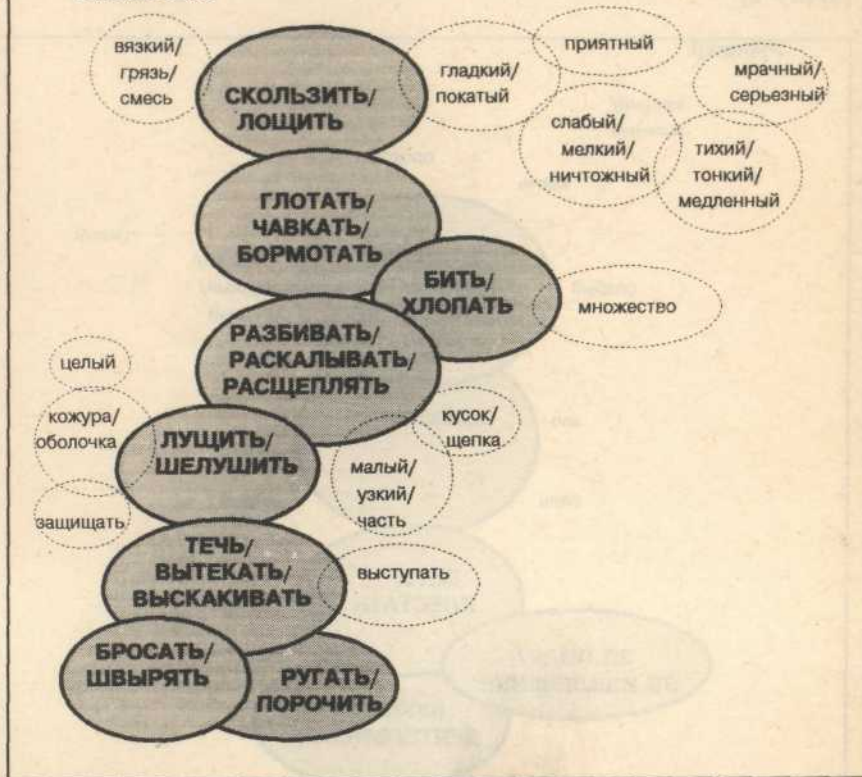 вязкий/
грязь/
смесь
СКОЛЬЗИТЬ/
ЛОЩИТЬ
гладкий/
покатый
приятный
мрачный/
серьезный
слабый/
мелкий/
ничтожный
тихий/
тонкий/
медленный
ГЛОТАТЬ/
ЧАВКАТЬ/
БОРМОТАТЬ
БИТЬ/
ХЛОПАТЬ
множество
РАЗБИВАТЬ/
РАСКАЛЫВАТЬ/
РАСЩЕПЛЯТЬ
целый
кожура/
оболочка
защищать
ЛУЩИТЬ/
ШЕЛУШИТЬ
кусок/
щепка
малый/
узкий/
часть
ТЕЧЬ/
ВЫТЕКАТЬ/
ВЫСКАКИВАТЬ
выступать
БРОСАТЬ/
ШВЫРЯТЬ
РУГАТЬ/
ПОРОЧИТЬ